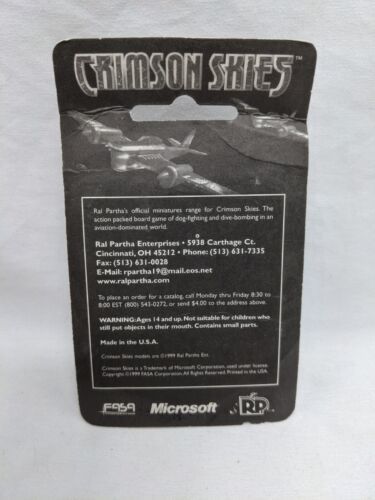 CRIMSON SKIES™
Ral Partha's official miniatures range for Crimson Skies. The
action packed board game of dog-fighting and dive-bombing in an
aviation-dominated world.
Ral Partha Enterprises • 5938 Carthage Ct.
Cincinnati, OH 45212 • Phone: (513) 631-7335
Fax: (513) 631-0028
E-Mail: rpartha19@mail.eos.net
www.ralpartha.com
To place an order for a catalog, call Monday thru Friday 8:30 to
8:00 EST (800) 543-0272, or send $4.00 to the address above.
WARNING: Ages 14 and up. Not suitable for children who
still put objects in their mouth. Contains small parts.
Made in the U.S.A.
Crimson Skies models are ©1999 Ral Partha Ent.
Crimson Skies is a Trademark of Microsoft Corporation, used under license.
Copyright ©1999 FASA Corporation. All Rights Reserved. Printed in the USA.
FASA Microsoft RP